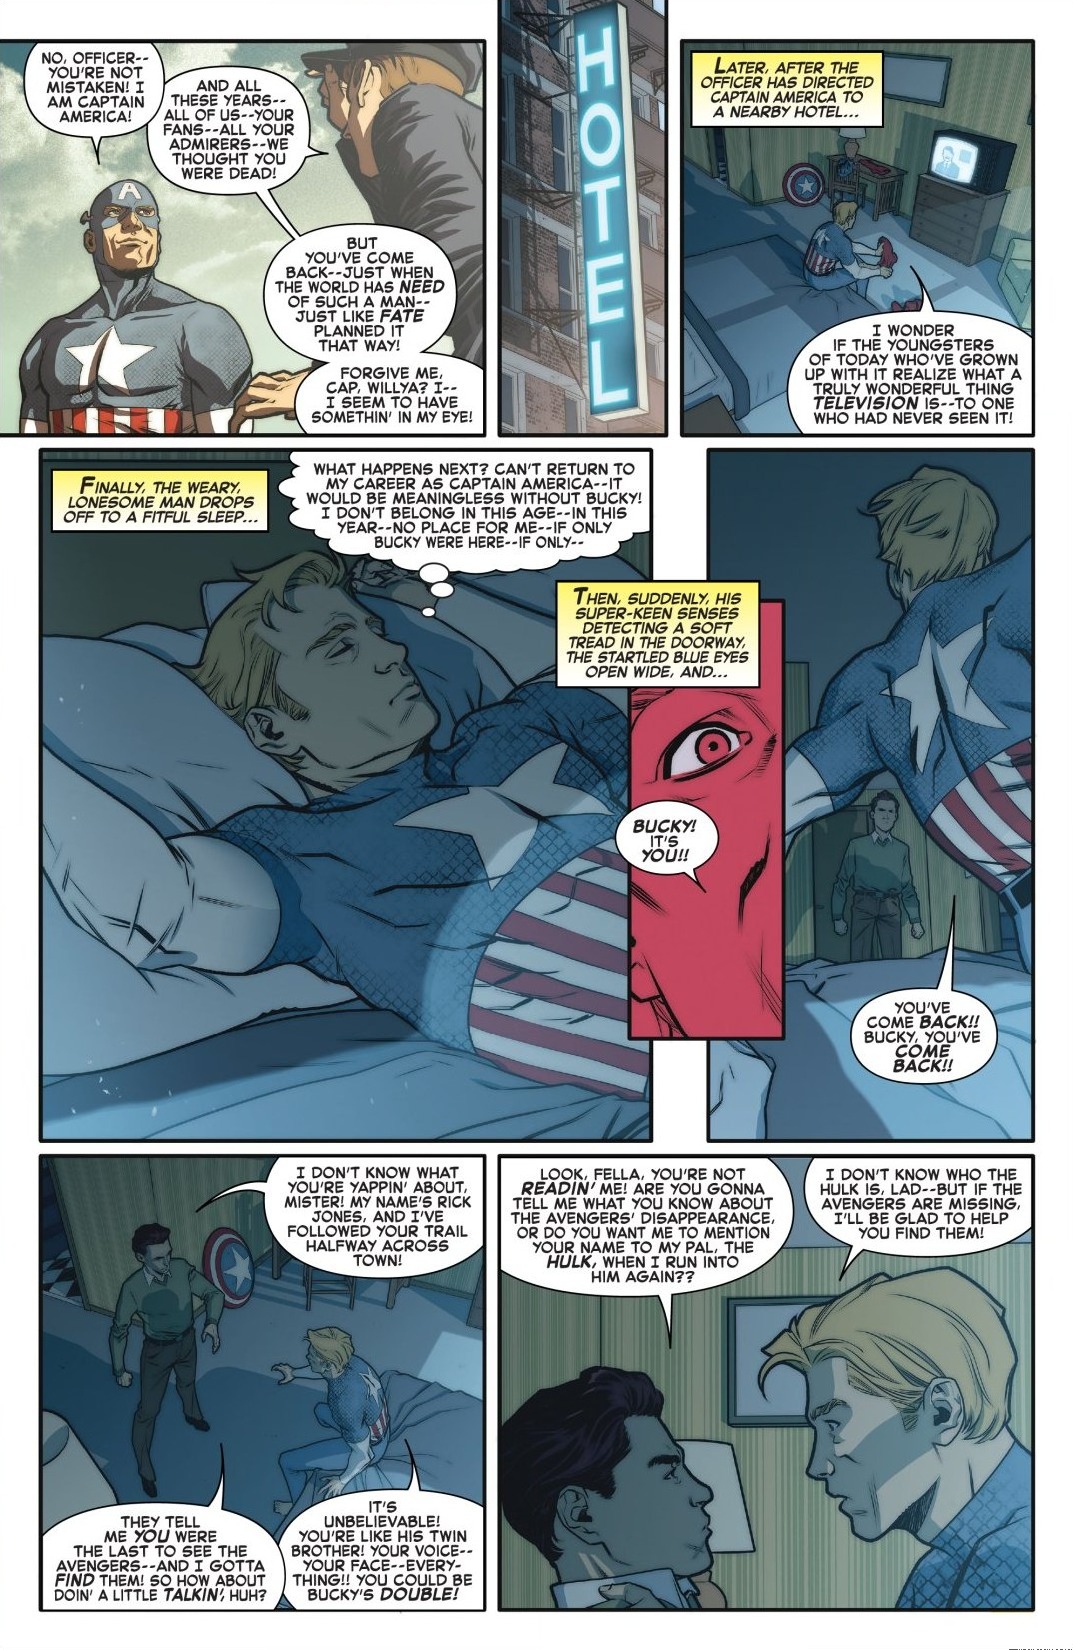 NO, OFFICER--
YOU'RE NOT
MISTAKEN! I
AM CAPTAIN
AMERICA!
A
AND ALL
THESE YEARS--
ALL OF US--YOUR
FANS--ALL YOUR
ADMIRERS--WE
THOUGHT YOU
WERE DEAD!
BUT
YOU'VE COME
BACK--JUST WHEN
THE WORLD HAS NEED
OF SUCH A MAN--
JUST LIKE FATE
PLANNED IT
THAT WAY!
FORGIVE ME,
CAP, WILLYA? I--
I SEEM TO HAVE
SOMETHIN' IN MY EYE!
HOTEL
LATER, AFTER THE
OFFICER HAS DIRECTED
CAPTAIN AMERICA TO
A NEARBY HOTEL...
I WONDER
IF THE YOUNGSTERS
OF TODAY WHO'VE GROWN
UP WITH IT REALIZE WHAT A
TRULY WONDERFUL THING
TELEVISION IS--TO ONE
WHO HAD NEVER SEEN IT!
FINALLY, THE WEARY,
LONESOME MAN DROPS
OFF TO A FITFUL SLEEP...
WHAT HAPPENS NEXT? CAN'T RETURN TO
MY CAREER AS CAPTAIN AMERICA--IT
WOULD BE MEANINGLESS WITHOUT BUCKY!
I DON'T BELONG IN THIS AGE--IN THIS
YEAR--NO PLACE FOR ME--IF ONLY
BUCKY WERE HERE--IF ONLY--
THEN, SUDDENLY, HIS
SUPER-KEEN SENSES
DETECTING A SOFT
TREAD IN THE DOORWAY,
THE STARTLED BLUE EYES
OPEN WIDE, AND...
BUCKY!
IT'S
YOU!!
YOU'VE
COME BACK!!
BUCKY, YOU'VE
COME
BACK!!
I DON'T KNOW WHAT
YOU'RE YAPPIN' ABOUT,
MISTER! MY NAME'S RICK
JONES, AND I'VE
FOLLOWED YOUR TRAIL
HALFWAY ACROSS
TOWN!
THEY TELL
ME YOU WERE
THE LAST TO SEE THE
AVENGERS--AND I GOTTA
FIND THEM! SO HOW ABOUT
DOIN' A LITTLE TALKIN', HUH?
IT'S
UNBELIEVABLE!
YOU'RE LIKE HIS TWIN
BROTHER! YOUR VOICE--
YOUR FACE--EVERY-
THING!! YOU COULD BE
BUCKY'S DOUBLE!
LOOK, FELLA, YOU'RE NOT
READIN' ME! ARE YOU GONNA
TELL ME WHAT YOU KNOW ABOUT
THE AVENGERS' DISAPPEARANCE,
OR DO YOU WANT ME TO MENTION
YOUR NAME TO MY PAL, THE
HULK, WHEN I RUN INTO
HIM AGAIN??
I DON'T KNOW WHO THE
HULK IS, LAD--BUT IF THE
AVENGERS ARE MISSING,
I'LL BE GLAD TO HELP
YOU FIND THEM!